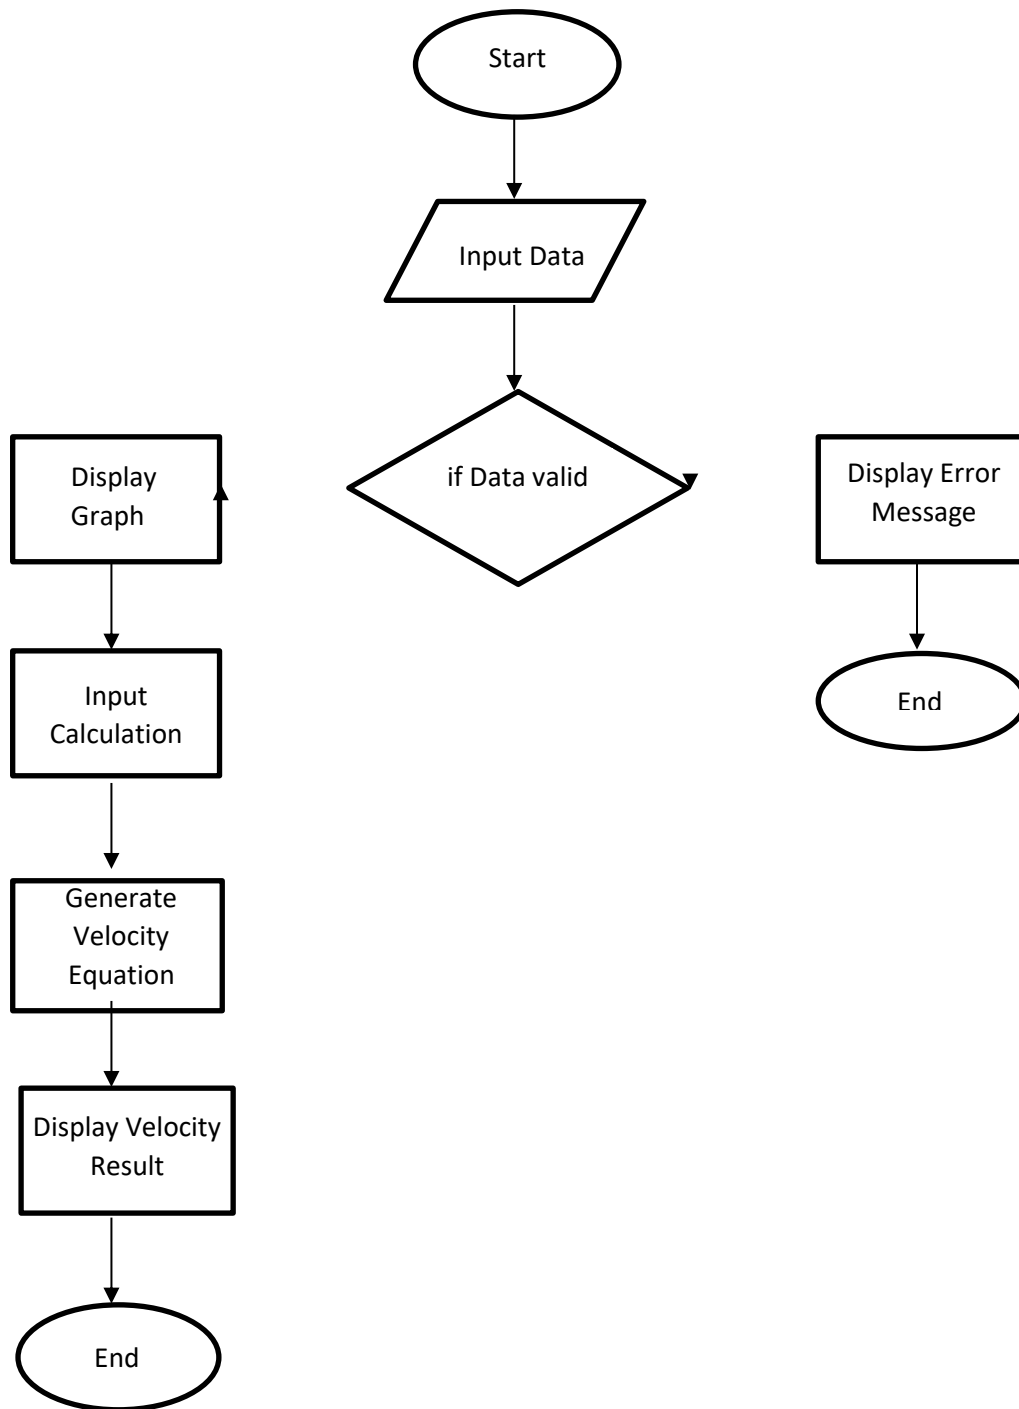 Start
Input Data
if Data valid
Display
Graph
Display Error
Message
Input
Calculation
End
Generate
Velocity
Equation
Display Velocity
Result
End